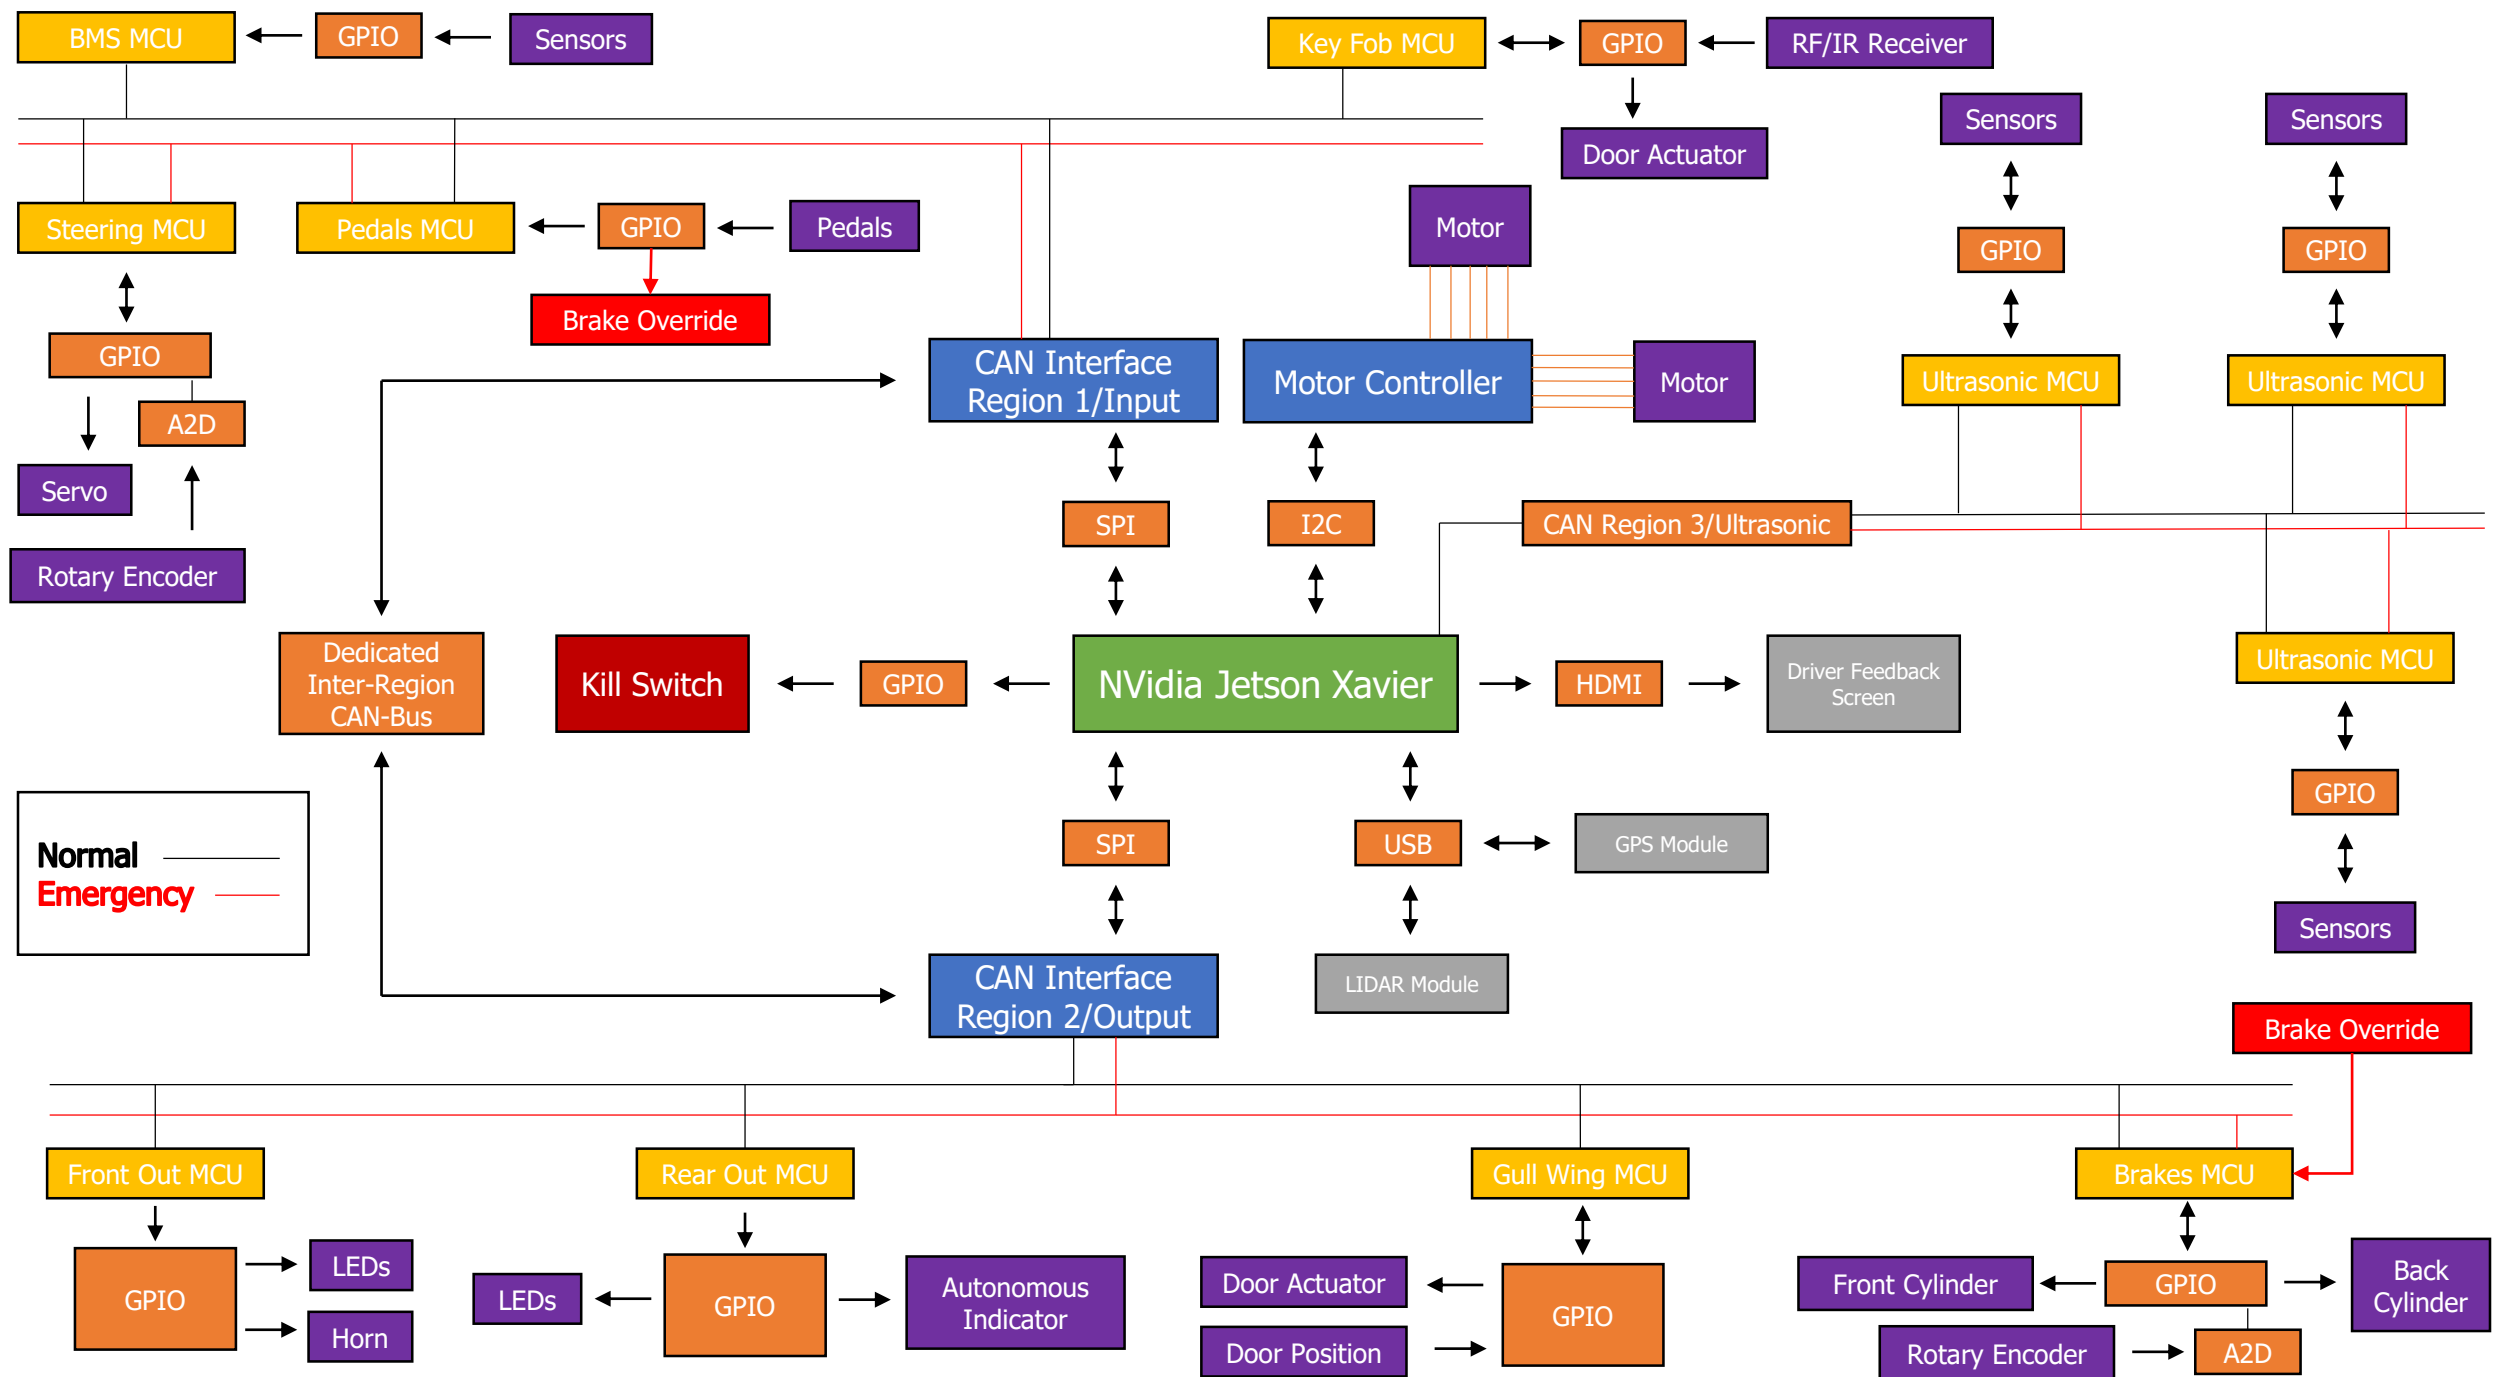 BMS MCU
GPIO
Sensors
Key Fob MCU
GPIO
RF/IR Receiver
Sensors
Sensors
Door Actuator
Steering MCU
Pedals MCU
GPIO
Pedals
Motor
GPIO
GPIO
Brake Override
GPIO
CAN Interface
Region 1/Input
Motor Controller
Motor
Ultrasonic MCU
Ultrasonic MCU
A2D
Servo
SPI
I2C
CAN Region 3/Ultrasonic
Rotary Encoder
Dedicated
Inter-Region
CAN-Bus
Kill Switch
GPIO
NVidia Jetson Xavier
HDMI
Driver Feedback
Screen
Ultrasonic MCU
GPIO
Normal
Emergency
SPI
USB
GPS Module
Sensors
CAN Interface
Region 2/Output
LIDAR Module
Brake Override
Front Out MCU
Rear Out MCU
Gull Wing MCU
Brakes MCU
GPIO
LEDs
Horn
LEDs
GPIO
Autonomous
Indicator
Door Actuator
Door Position
GPIO
Front Cylinder
GPIO
Back
Cylinder
Rotary Encoder
A2D